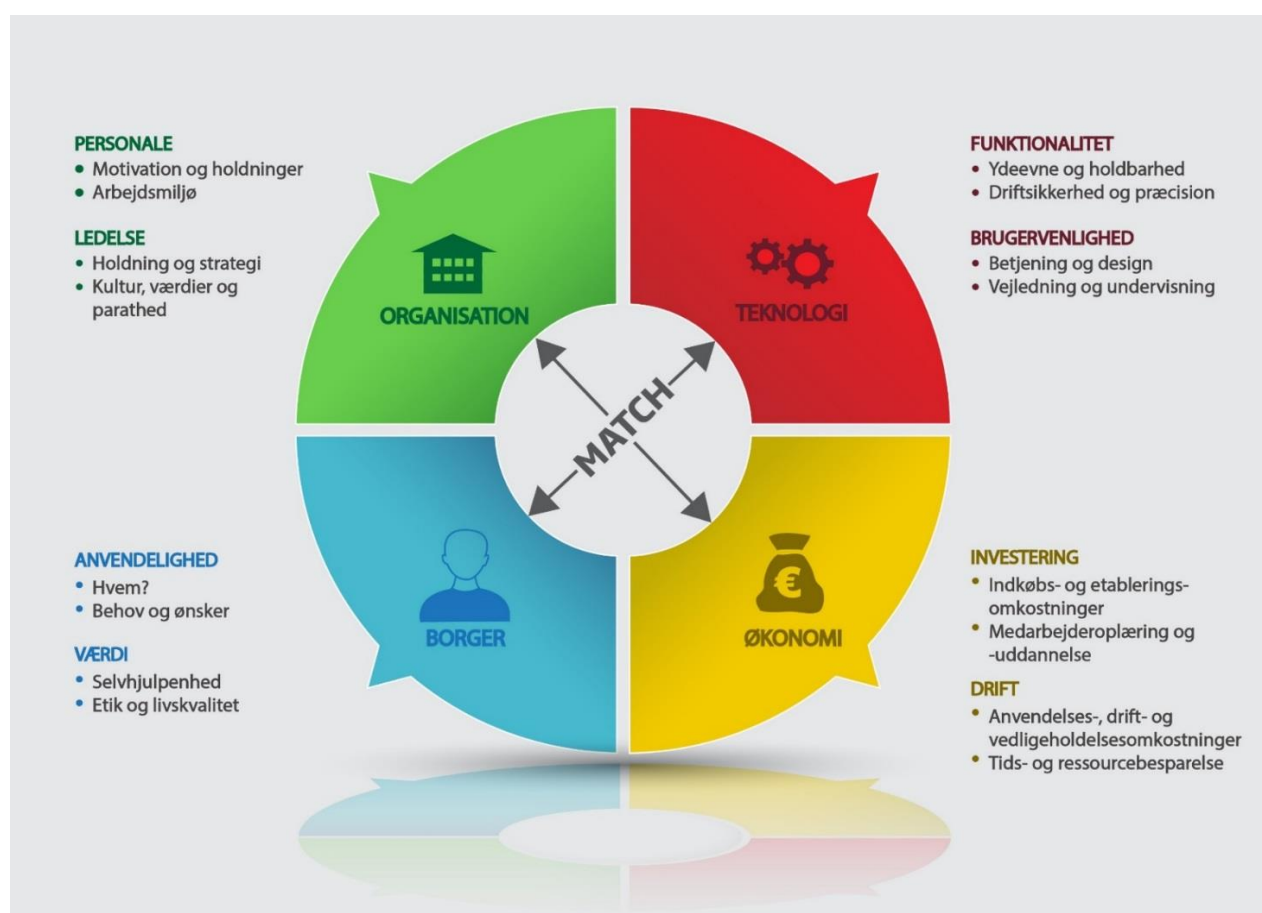 PERSONALE
• Motivation og holdninger
• Arbejdsmiljø
LEDELSE
• Holdning og strategi
• Kultur, værdier og
parathed
ORGANISATION
FUNKTIONALITET
• Ydeevne og holdbarhed
• Driftsikkerhed og præcision
BRUGERVENLIGHED
• Betjening og design
• Vejledning og undervisning
TEKNOLOGI
MATCH
ANVENDELIGHED
• Hvem?
• Behov og ønsker
VÆRDI
• Selvhjulpenhed
• Etik og livskvalitet
BORGER
€
ØKONOMI
INVESTERING
• Indkøbs- og etablerings-
omkostninger
• Medarbejderoplæring og
-uddannelse
DRIFT
• Anvendelses-, drift- og
vedligeholdelsesomkostninger
• Tids- og ressourcebesparelse